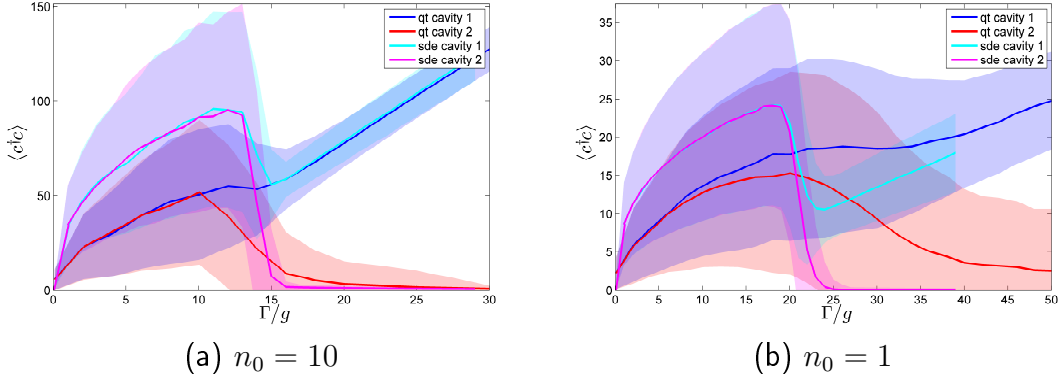 150
100
50
0
⟨c†c⟩
qt cavity 1
qt cavity 2
sde cavity 1
sde cavity 2
0 5 10 15 20 25 30
Γ/g
(a) n₀ = 10
35
30
25
20
15
10
5
0
⟨c†c⟩
qt cavity 1
qt cavity 2
sde cavity 1
sde cavity 2
0 5 10 15 20 25 30 35 40 45 50
Γ/g
(b) n₀ = 1